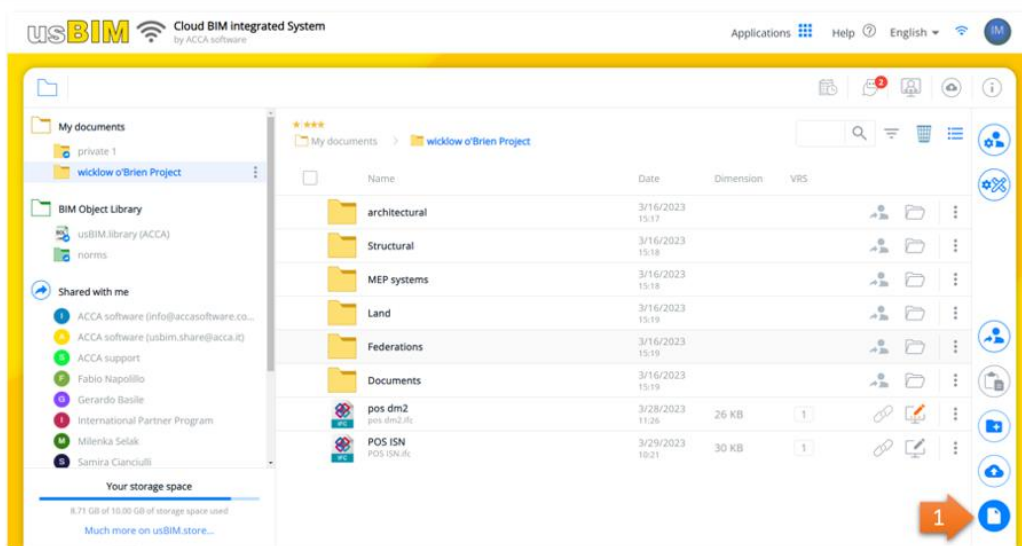 usBIM
Cloud BIM integrated System
by ACCA software
Applications
Help
English
IM
2
My documents
private 1
wicklow o'Brien Project
BIM Object Library
usBIM.library (ACCA)
norms
Shared with me
I ACCA software (info@accasoftware.co...
A ACCA software (usbim.share@acca.it)
S ACCA support
F Fabio Napolillo
G Gerardo Basile
I International Partner Program
M Milenka Selak
S Samira Cianciulli
Your storage space
8.71 GB of 10.00 GB of storage space used
Much more on usBIM.store...
My documents > wicklow o'Brien Project
Name Date Dimension VRS
architectural 3/16/2023
15:17
Structural 3/16/2023
15:18
MEP systems 3/16/2023
15:18
Land 3/16/2023
15:19
Federations 3/16/2023
15:19
Documents 3/16/2023
15:19
IFC pos dm2 3/28/2023 26 KB 1
pos dm2.ifc 11:26
IFC POS ISN 3/29/2023 30 KB 1
POS ISN.ifc 10:21
1